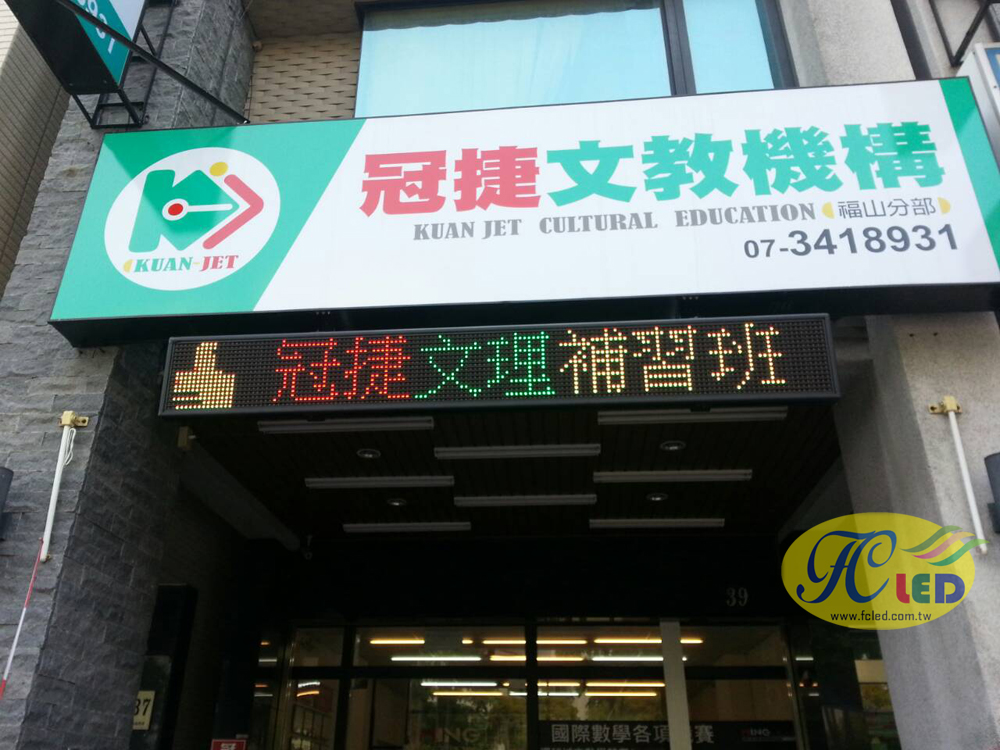 冠捷文教機構
KUAN JET CULTURAL EDUCATION 福山分部
07-3418931
KUAN-JET
冠捷文理補習班
FC LED
www.fcled.com.tw
39
37
國際數學各項
賽